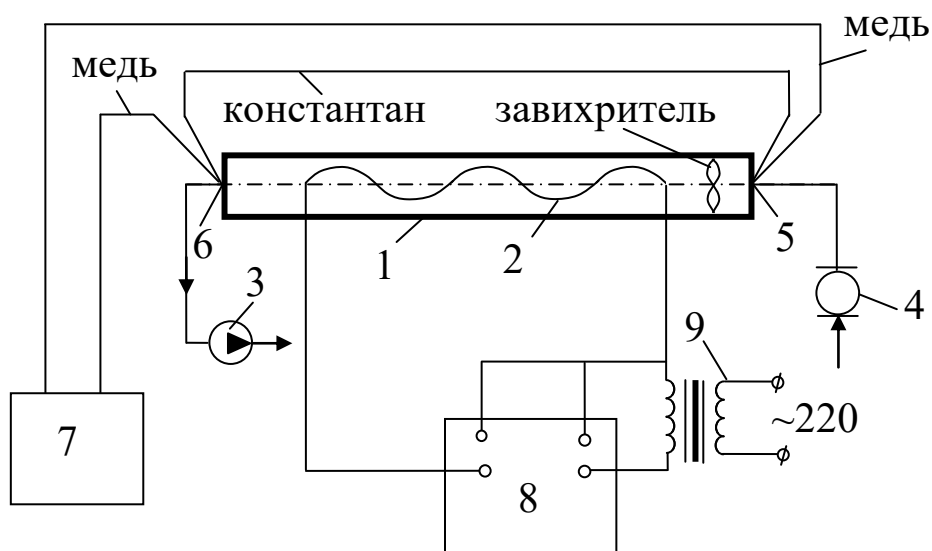 медь
медь
константан
завихритель
6
1
2
5
3
4
9
7
~220
8